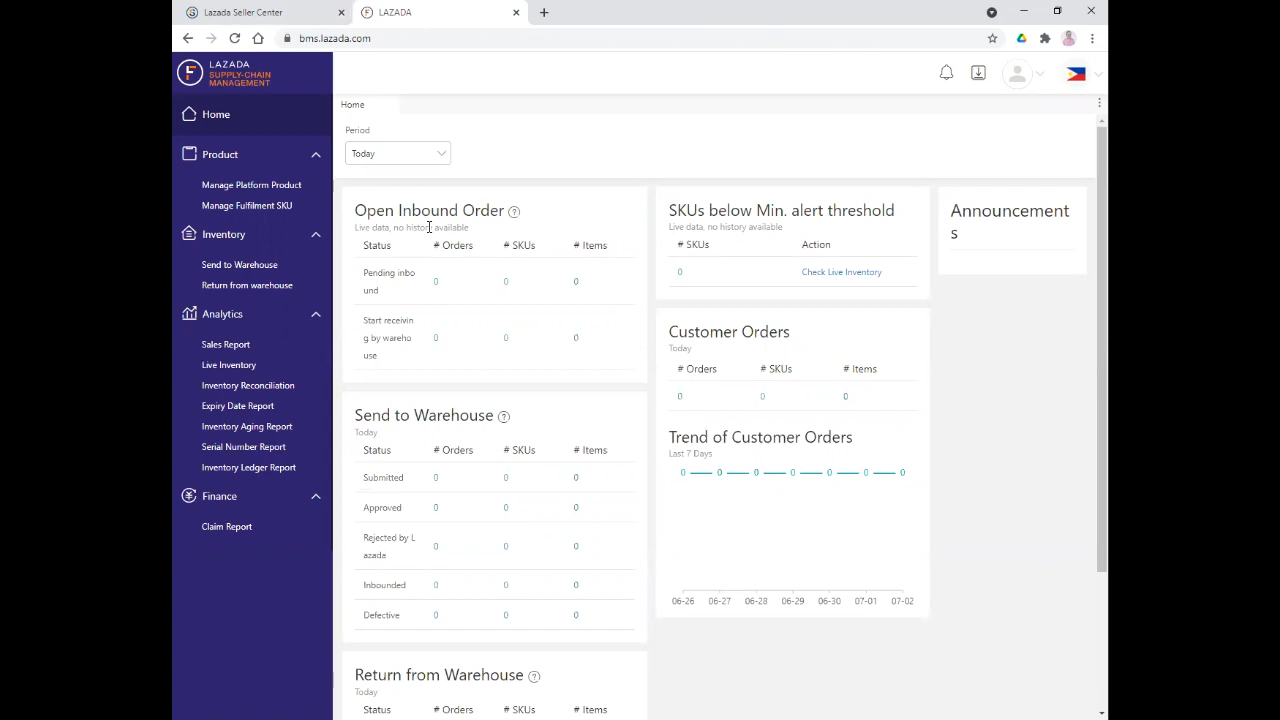 Lazada Seller Center
LAZADA
bms.lazada.com
LAZADA
SUPPLY-CHAIN
MANAGEMENT
Home
Product
Manage Platform Product
Manage Fulfilment SKU
Inventory
Send to Warehouse
Return from warehouse
Analytics
Sales Report
Live Inventory
Inventory Reconciliation
Expiry Date Report
Inventory Aging Report
Serial Number Report
Inventory Ledger Report
Finance
Claim Report
Home
Period
Today
Open Inbound Order
Live data, no history available
Status # Orders # SKUs # Items
Pending inbo
und 0 0 0
Start receivin
g by wareho
use 0 0 0
Send to Warehouse
Today
Status # Orders # SKUs # Items
Submitted 0 0 0
Approved 0 0 0
Rejected by L
azada 0 0 0
Inbounded 0 0 0
Defective 0 0 0
Return from Warehouse
Today
Status # Orders # SKUs # Items
SKUs below Min. alert threshold
Live data, no history available
# SKUs Action
0 Check Live Inventory
Customer Orders
Today
# Orders # SKUs # Items
0 0 0
Trend of Customer Orders
Last 7 Days
0 0 0 0 0 0 0
06-26 06-27 06-28 06-29 06-30 07-01 07-02
Announcement
s